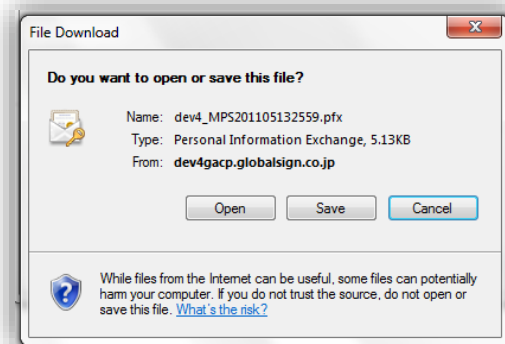 File Download
Do you want to open or save this file?
Name: dev4_MPS201105132559.pfx
Type: Personal Information Exchange, 5.13KB
From: dev4gacp.globalsign.co.jp
Open Save Cancel
While files from the Internet can be useful, some files can potentially
harm your computer. If you do not trust the source, do not open or
save this file. What's the risk?